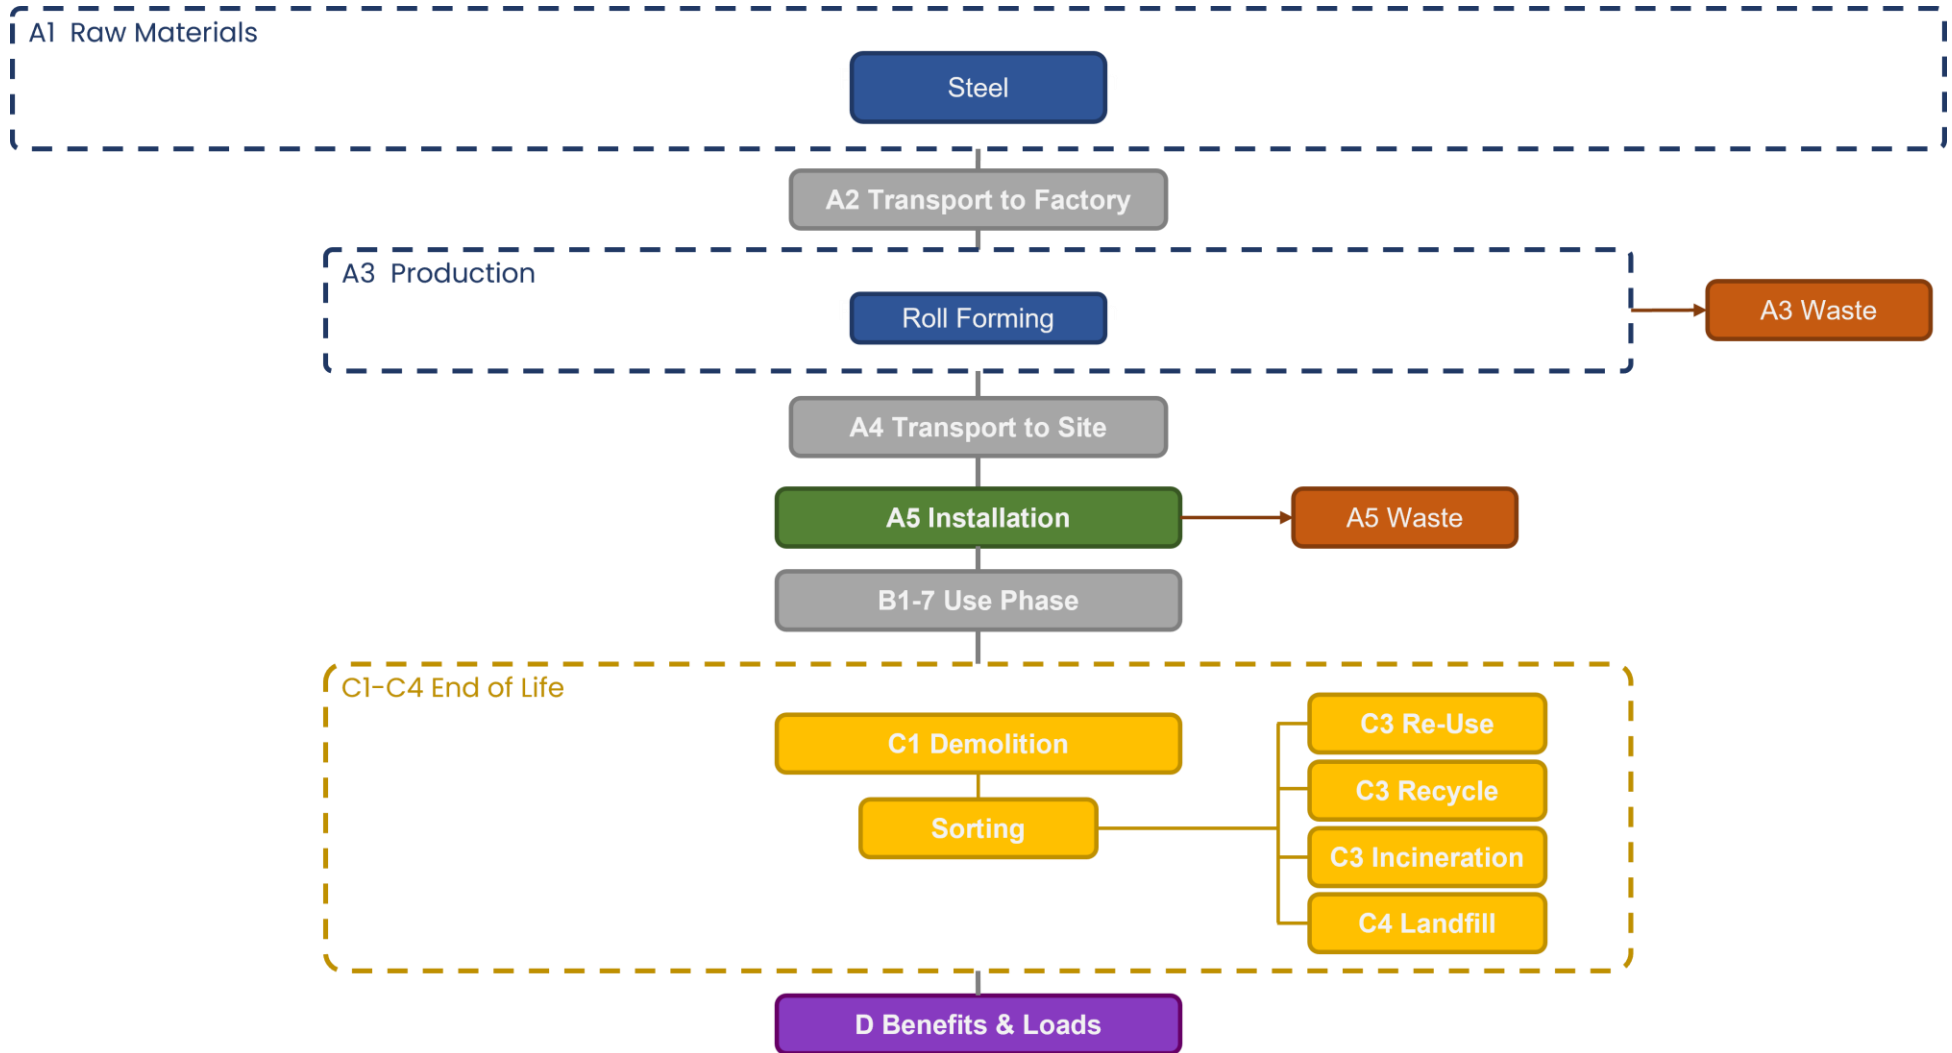 A1 Raw Materials
Steel
A2 Transport to Factory
A3 Production
Roll Forming
A3 Waste
A4 Transport to Site
A5 Installation
A5 Waste
B1-7 Use Phase
C1-C4 End of Life
C1 Demolition
Sorting
C3 Re-Use
C3 Recycle
C3 Incineration
C4 Landfill
D Benefits & Loads